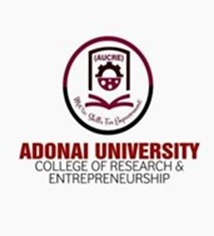 (AUCRE)
ADONAI UNIVERSITY
COLLEGE OF RESEARCH &
ENTREPRENEURSHIP